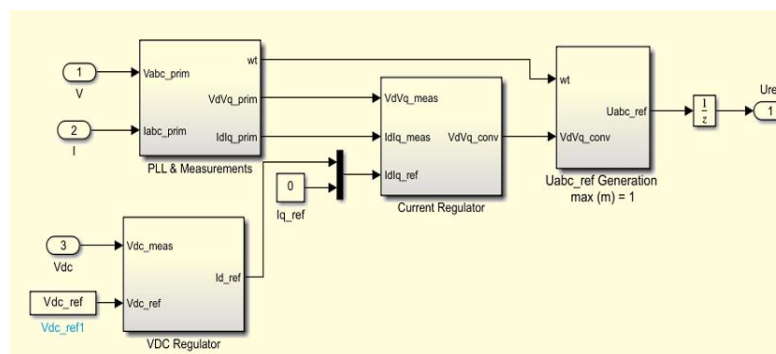 1
V
2
I
Vabc_prim
Iabc_prim
wt
VdVq_prim
IdIq_prim
PLL & Measurements
VdVq_meas
IdIq_meas
IdIq_ref
VdVq_conv
Current Regulator
0
Iq_ref
wt
VdVq_conv
Uabc_ref
Uabc_ref Generation
max (m) = 1
1
z
Ure
1
3
Vdc
Vdc_ref
Vdc_ref1
Vdc_meas
Vdc_ref
Id_ref
VDC Regulator